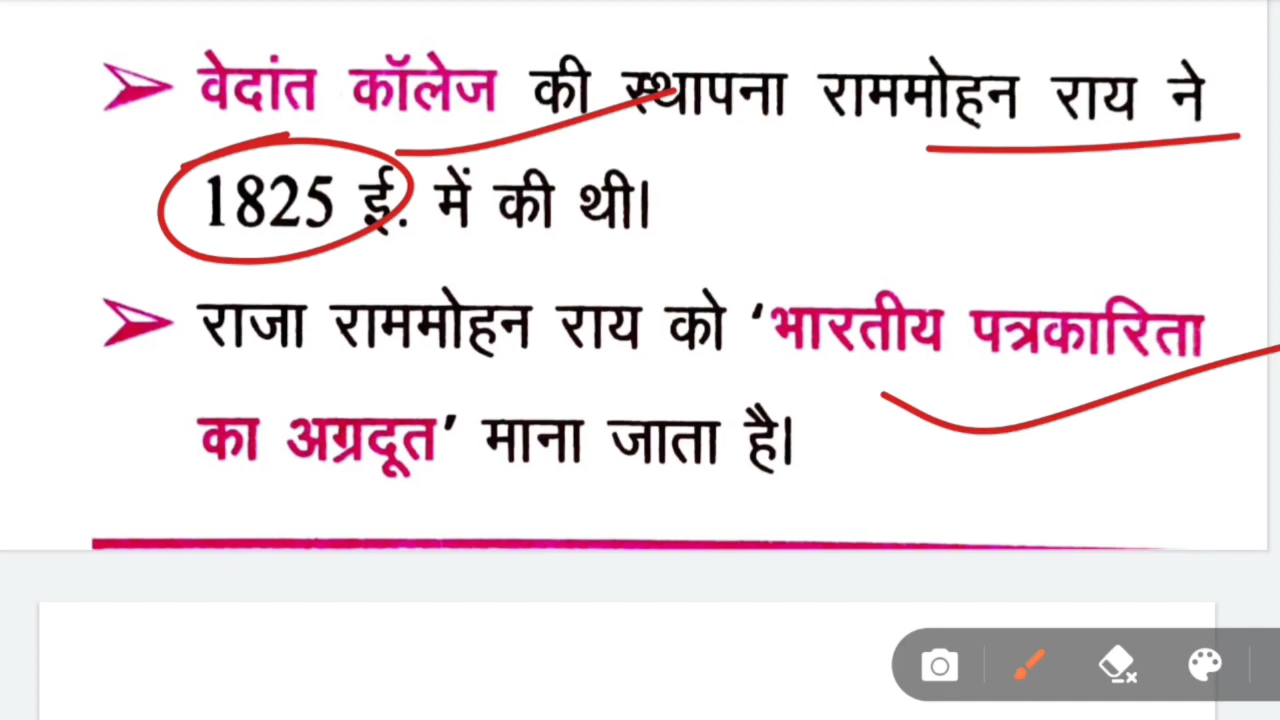 वेदांत कॉलेज की स्थापना राममोहन राय ने
1825 ई. में की थी।
राजा राममोहन राय को ‘भारतीय पत्रकारिता
का अग्रदूत’ माना जाता है।